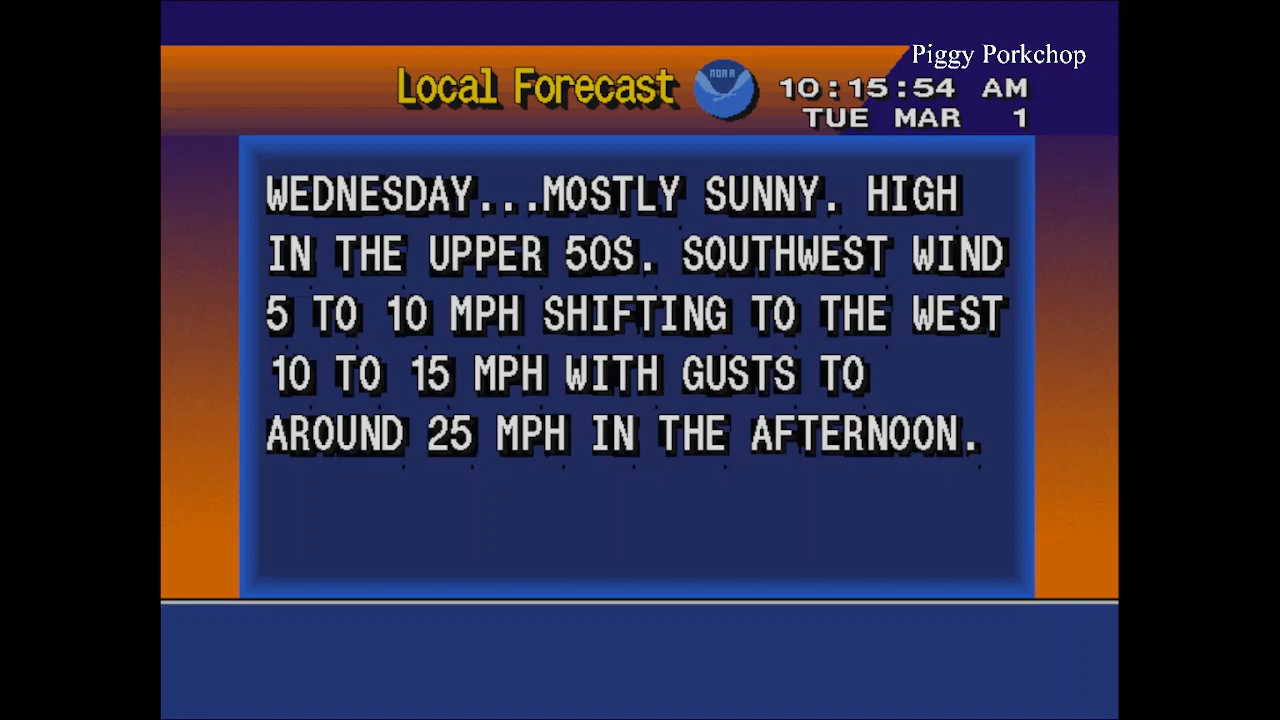 Piggy Porkchop
Local Forecast
NOAA
10:15:54 AM
TUE MAR 1
WEDNESDAY...MOSTLY SUNNY. HIGH
IN THE UPPER 50S. SOUTHWEST WIND
5 TO 10 MPH SHIFTING TO THE WEST
10 TO 15 MPH WITH GUSTS TO
AROUND 25 MPH IN THE AFTERNOON.